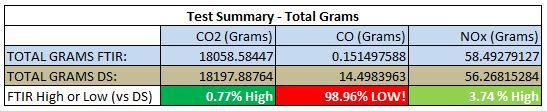 Test Summary - Total Grams
CO2 (Grams) CO (Grams) NOx (Grams)
TOTAL GRAMS FTIR: 18058.58447 0.151497588 58.49279127
TOTAL GRAMS DS: 18197.88764 14.4983963 56.26815284
FTIR High or Low (vs DS) 0.77% High 98.96% LOW! 3.74 % High